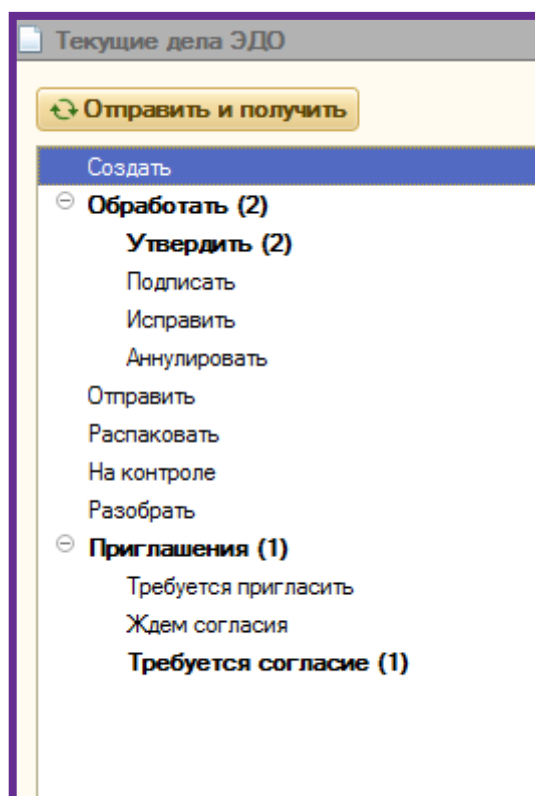 Текущие дела ЭДО
Отправить и получить
Создать
Обработать (2)
Утвердить (2)
Подписать
Исправить
Аннулировать
Отправить
Распаковать
На контроле
Разобрать
Приглашения (1)
Требуется пригласить
Ждем согласия
Требуется согласие (1)